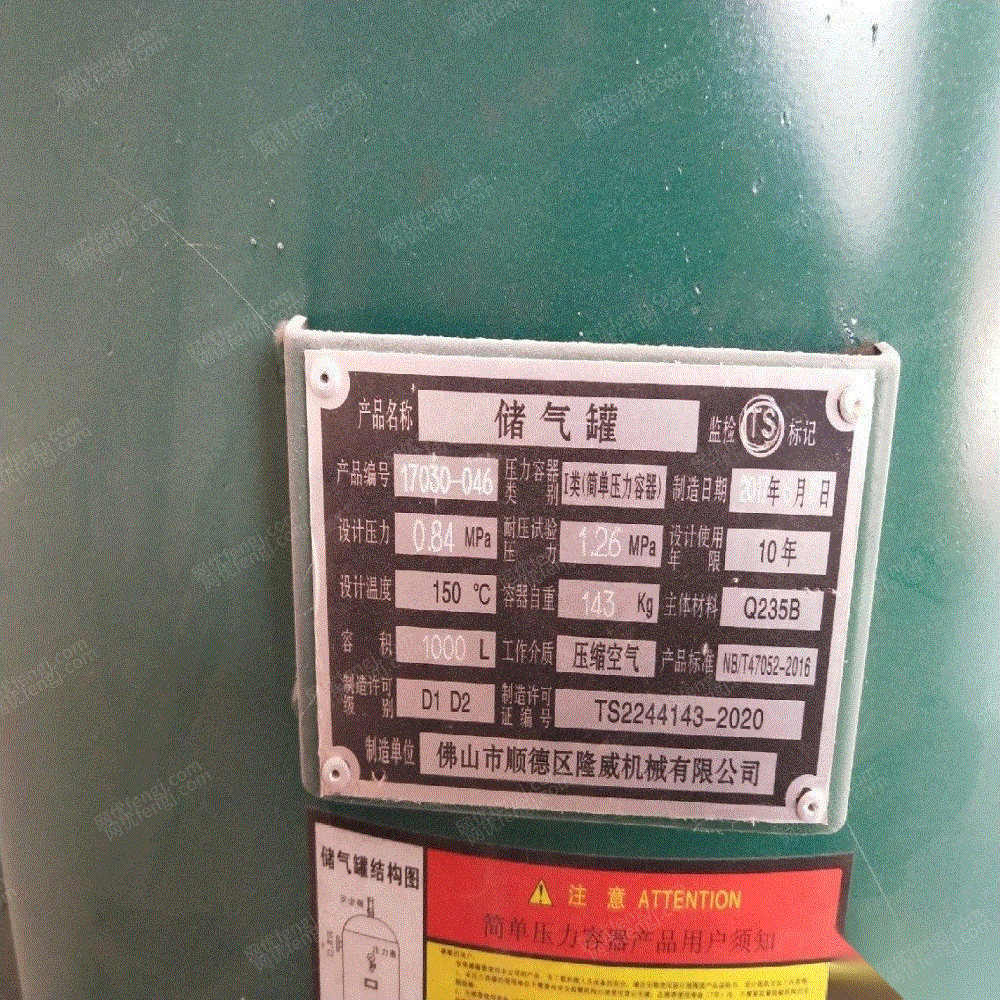 产品名称 储气罐 监检 TS 标记
产品编号 17030-046 压力容器类别 I类(简单压力容器) 制造日期 2017年6月 日
设计压力 0.84 MPa 耐压试验压力 1.26 MPa 设计使用年限 10年
设计温度 150 ℃ 容器自重 143 Kg 主体材料 Q235B
容积 1000 L 工作介质 压缩空气 产品标准 NB/T47052-2016
制造许可级别 D1 D2 制造许可证编号 TS2244143-2020
制造单位 佛山市顺德区隆威机械有限公司
储气罐结构图
注意 ATTENTION
简单压力容器产品用户须知